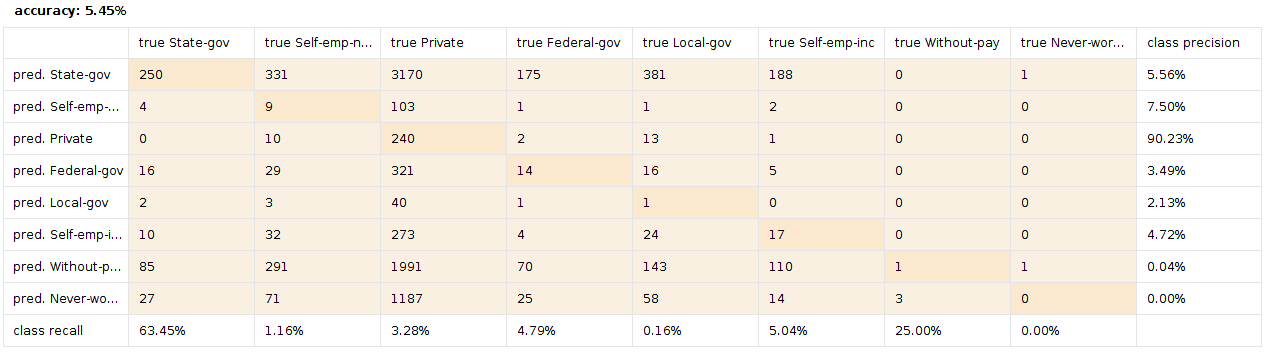 accuracy: 5.45%
true State-gov true Self-emp-n... true Private true Federal-gov true Local-gov true Self-emp-inc true Without-pay true Never-wor... class precision
pred. State-gov 250 331 3170 175 381 188 0 1 5.56%
pred. Self-emp-... 4 9 103 1 1 2 0 0 7.50%
pred. Private 0 10 240 2 13 1 0 0 90.23%
pred. Federal-gov 16 29 321 14 16 5 0 0 3.49%
pred. Local-gov 2 3 40 1 1 0 0 0 2.13%
pred. Self-emp-i... 10 32 273 4 24 17 0 0 4.72%
pred. Without-p... 85 291 1991 70 143 110 1 1 0.04%
pred. Never-wo... 27 71 1187 25 58 14 3 0 0.00%
class recall 63.45% 1.16% 3.28% 4.79% 0.16% 5.04% 25.00% 0.00%